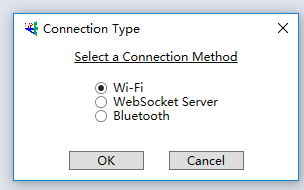 Connection Type
Select a Connection Method
Wi-Fi
WebSocket Server
Bluetooth
OK Cancel